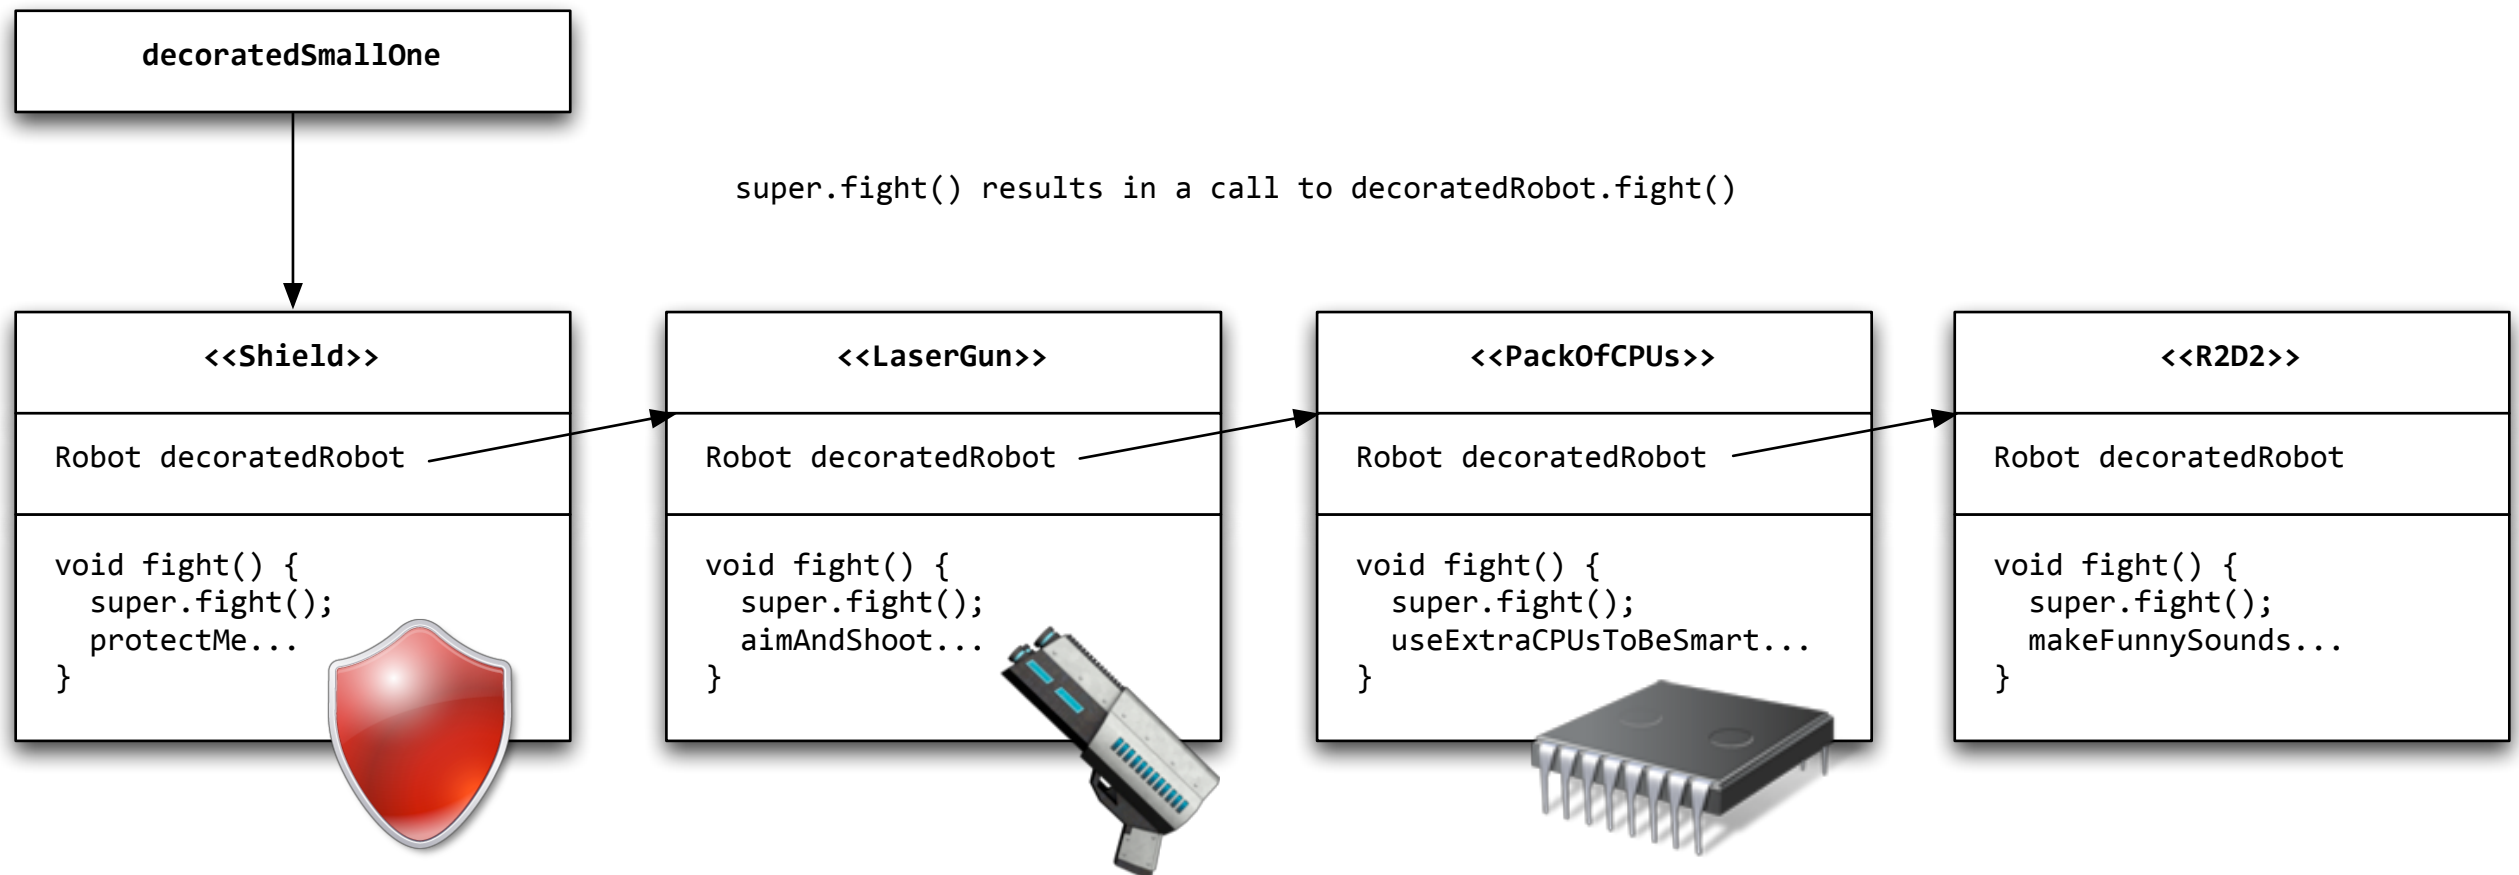 decoratedSmallOne
super.fight() results in a call to decoratedRobot.fight()
<<Shield>>
Robot decoratedRobot
void fight() {
  super.fight();
  protectMe...
}
<<LaserGun>>
Robot decoratedRobot
void fight() {
  super.fight();
  aimAndShoot...
}
<<PackOfCPUs>>
Robot decoratedRobot
void fight() {
  super.fight();
  useExtraCPUsToBeSmart...
}
<<R2D2>>
Robot decoratedRobot
void fight() {
  super.fight();
  makeFunnySounds...
}